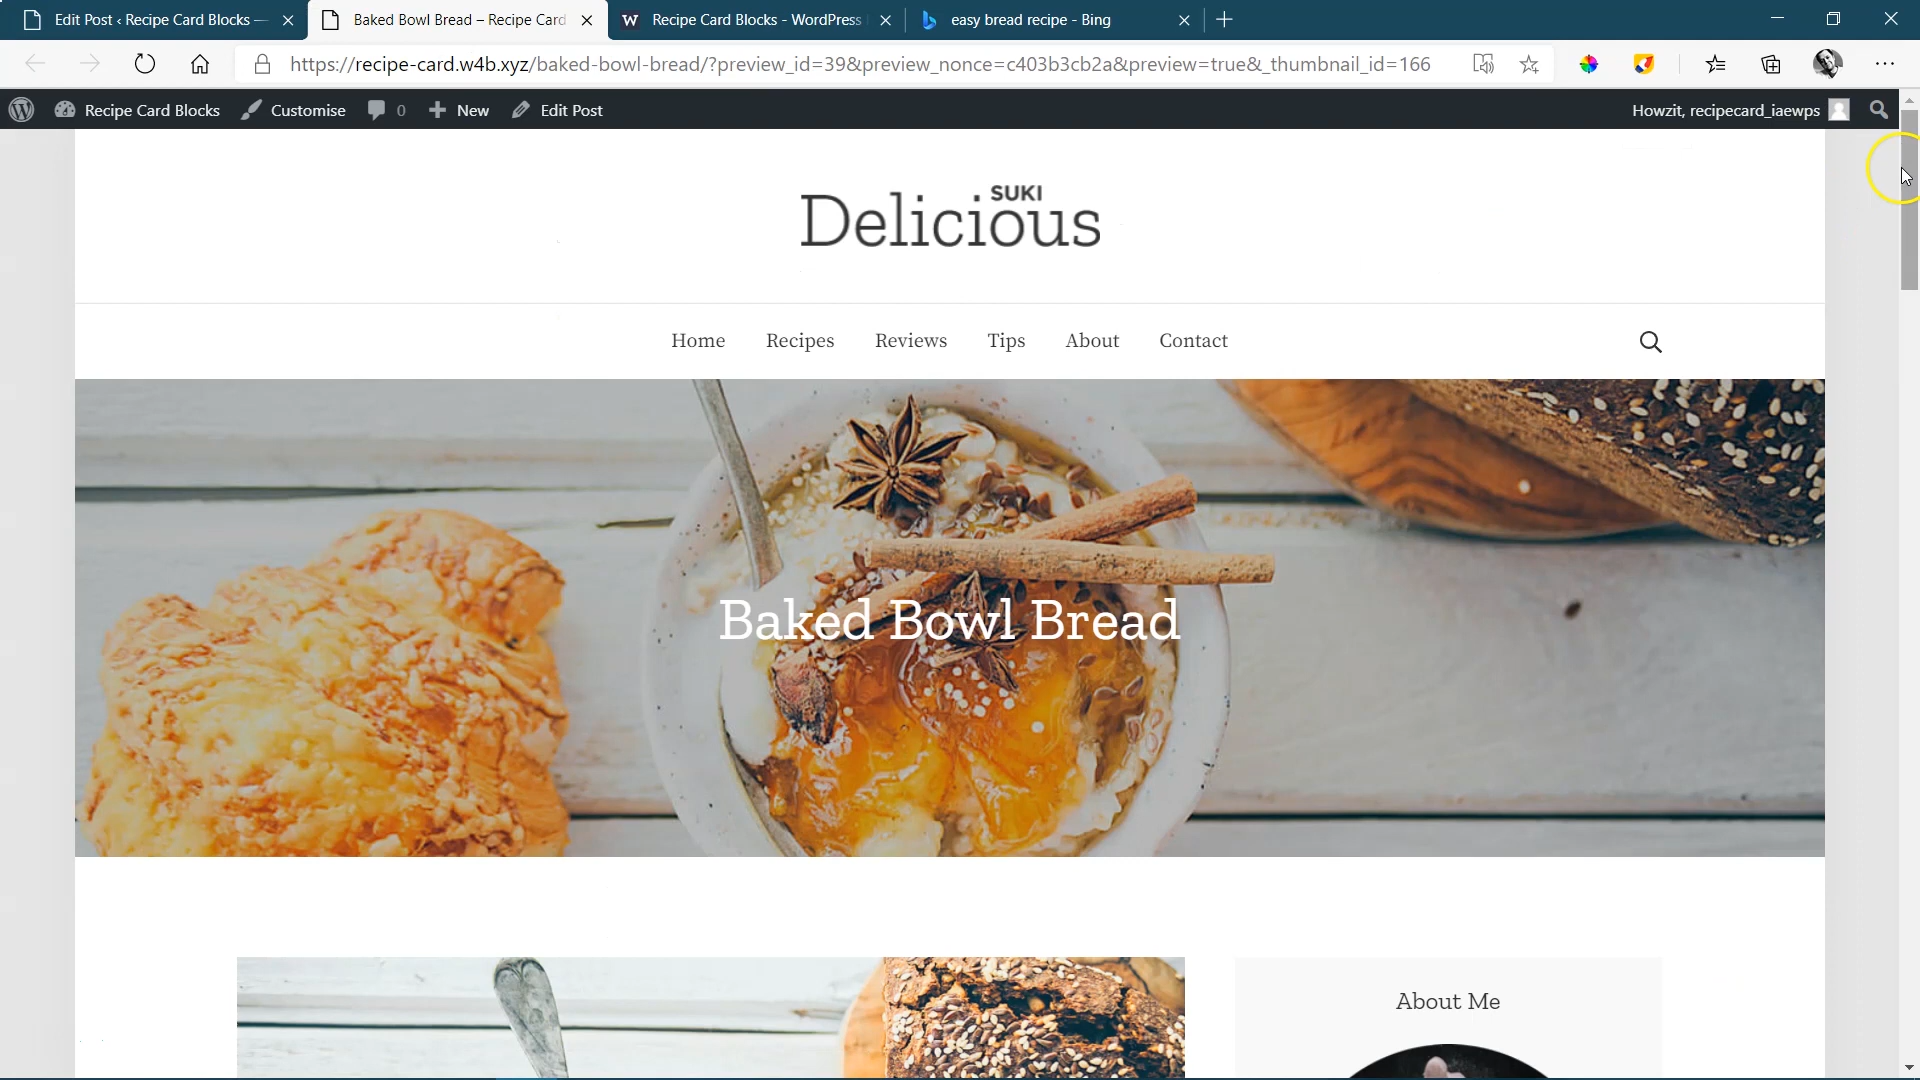 Edit Post ‹ Recipe Card Blocks —
Baked Bowl Bread – Recipe Card
W Recipe Card Blocks - WordPress
easy bread recipe - Bing
https://recipe-card.w4b.xyz/baked-bowl-bread/?preview_id=39&preview_nonce=c403b3cb2a&preview=true&_thumbnail_id=166
Recipe Card Blocks Customise 0 New Edit Post
Howzit, recipecard_iaewps
SUKI
Delicious
Home Recipes Reviews Tips About Contact
Baked Bowl Bread
About Me